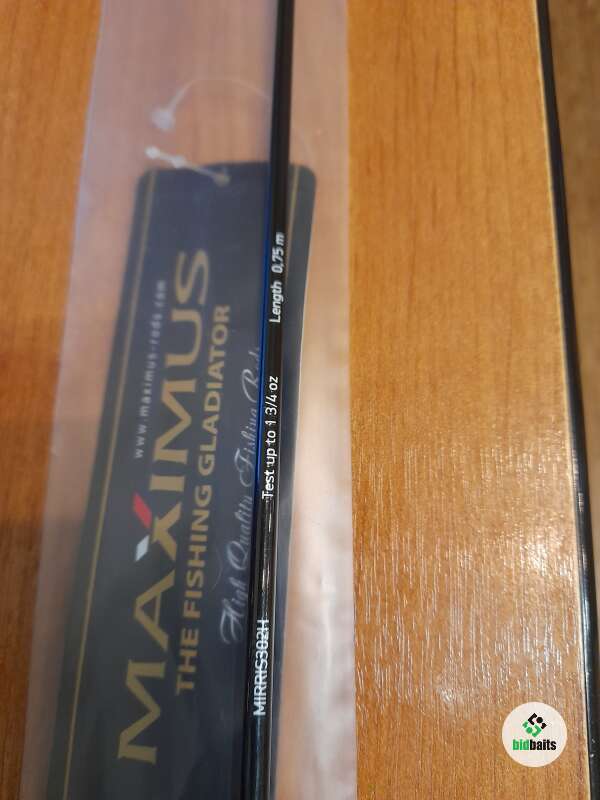 www.maximus-rods.com
MAXIMUS
THE FISHING GLADIATOR
High Quality Fishing Rods
MIRRIS302H Test up to 1 3/4 oz Length 0,75 m
bidbaits